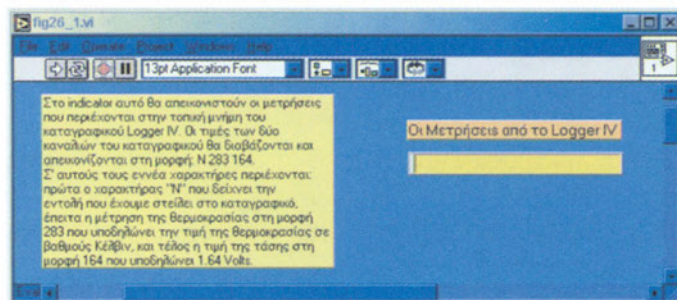 fig26_1.vi
File Edit Operate Project Windows Help
13pt Application Font
1
Στο indicator αυτό θα απεικονιστούν οι μετρήσεις
που περιέχονται στην τοπική μνήμη του
καταγραφικού Logger IV. Οι τιμές των δύο
καναλιών του καταγραφικού θα διαβάζονται και
απεικονίζονται στη μορφή: N 283 164.
Σ' αυτούς τους εννέα χαρακτήρες περιέχονται:
πρώτα ο χαρακτήρας "N" που δείχνει την
εντολή που έχουμε στείλει στο καταγραφικό,
έπειτα η μέτρηση της θερμοκρασίας στη μορφή
283 που υποδηλώνει την τιμή της θερμοκρασίας σε
βαθμούς Κέλβιν, και τέλος η τιμή της τάσης στη
μορφή 164 που υποδηλώνει 1.64 Volts.
Οι Μετρήσεις από το Logger IV